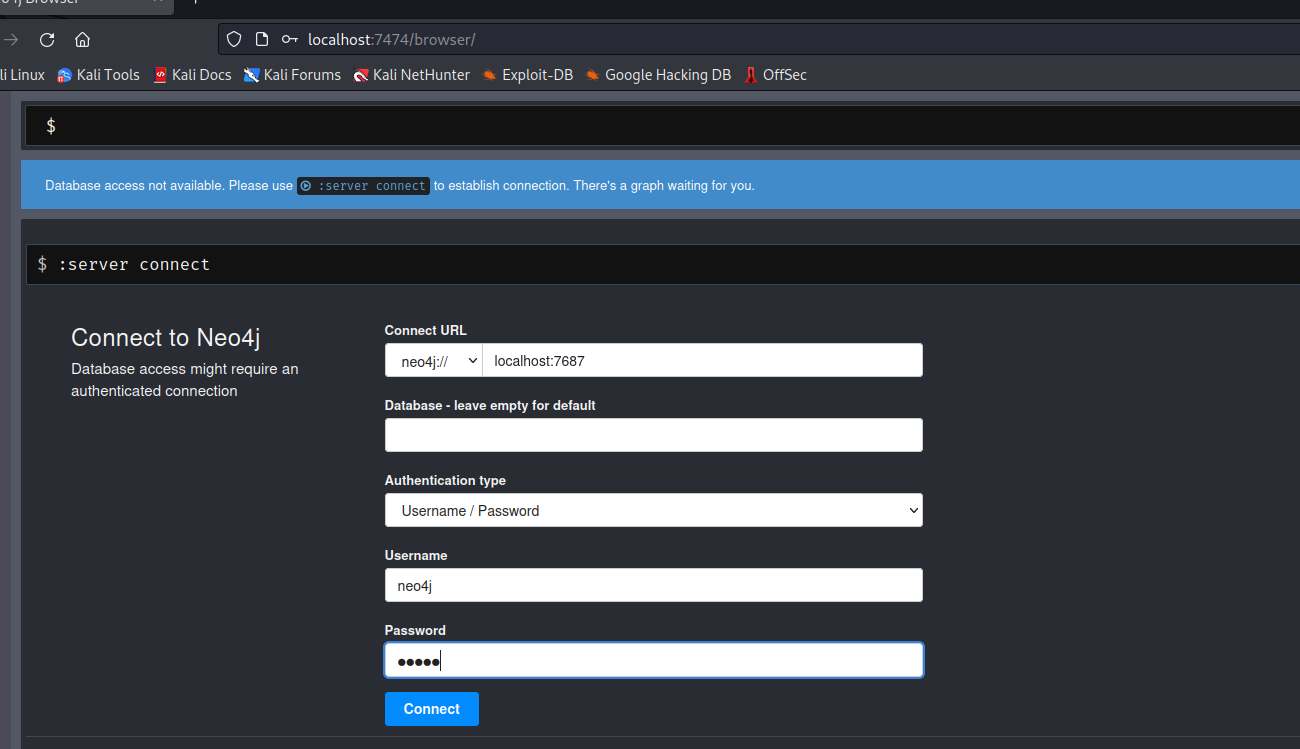 localhost:7474/browser/
li Linux Kali Tools Kali Docs Kali Forums Kali NetHunter Exploit-DB Google Hacking DB OffSec
$
Database access not available. Please use :server connect to establish connection. There's a graph waiting for you.
$ :server connect
Connect to Neo4j
Database access might require an
authenticated connection
Connect URL
neo4j:// localhost:7687
Database - leave empty for default
Authentication type
Username / Password
Username
neo4j
Password
•••••
Connect